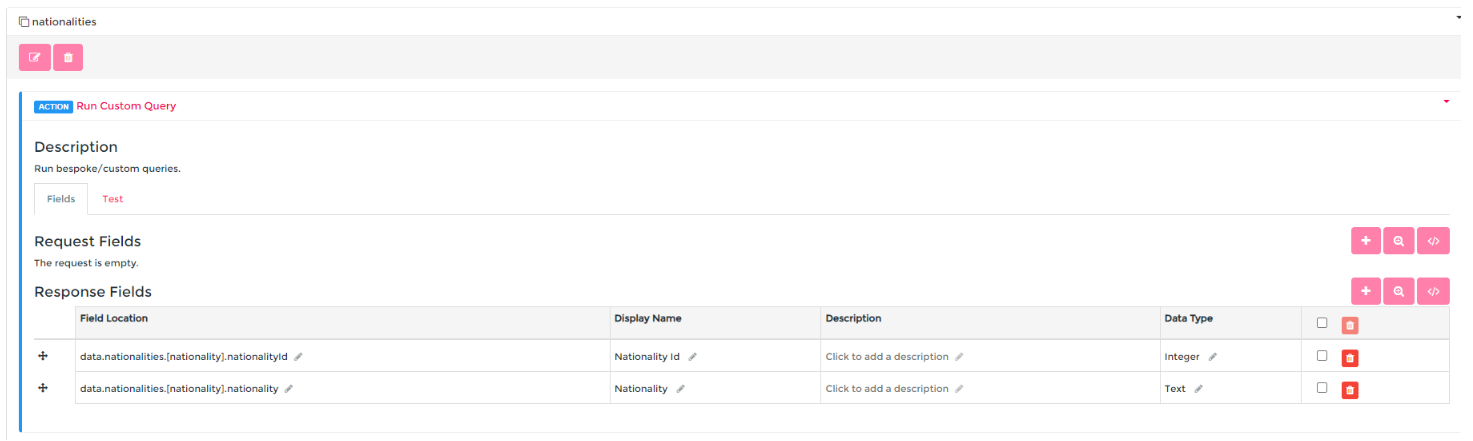 nationalities
ACTION Run Custom Query
Description
Run bespoke/custom queries.
Fields Test
Request Fields
The request is empty.
Response Fields
Field Location Display Name Description Data Type
data.nationalities.[nationality].nationalityId Nationality Id Click to add a description Integer
data.nationalities.[nationality].nationality Nationality Click to add a description Text